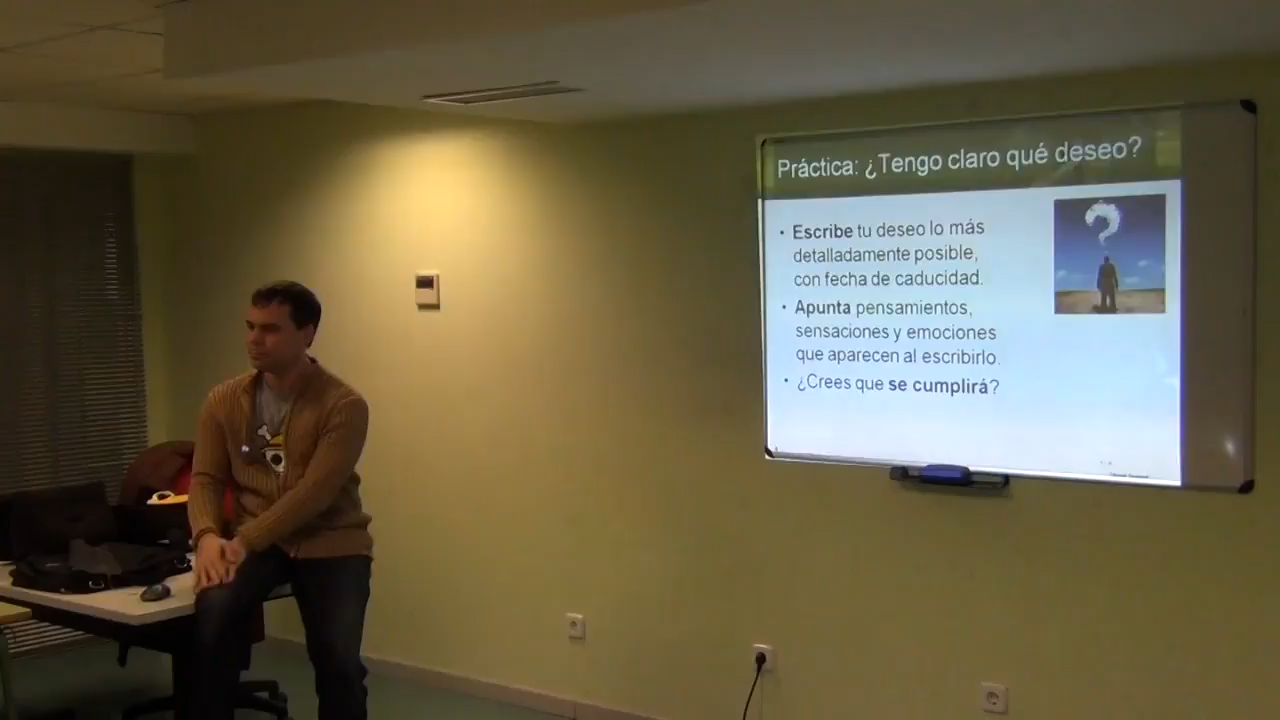 Práctica: ¿Tengo claro qué deseo?
• Escribe tu deseo lo más
detalladamente posible,
con fecha de caducidad.
• Apunta pensamientos,
sensaciones y emociones
que aparecen al escribirlo.
• ¿Crees que se cumplirá?